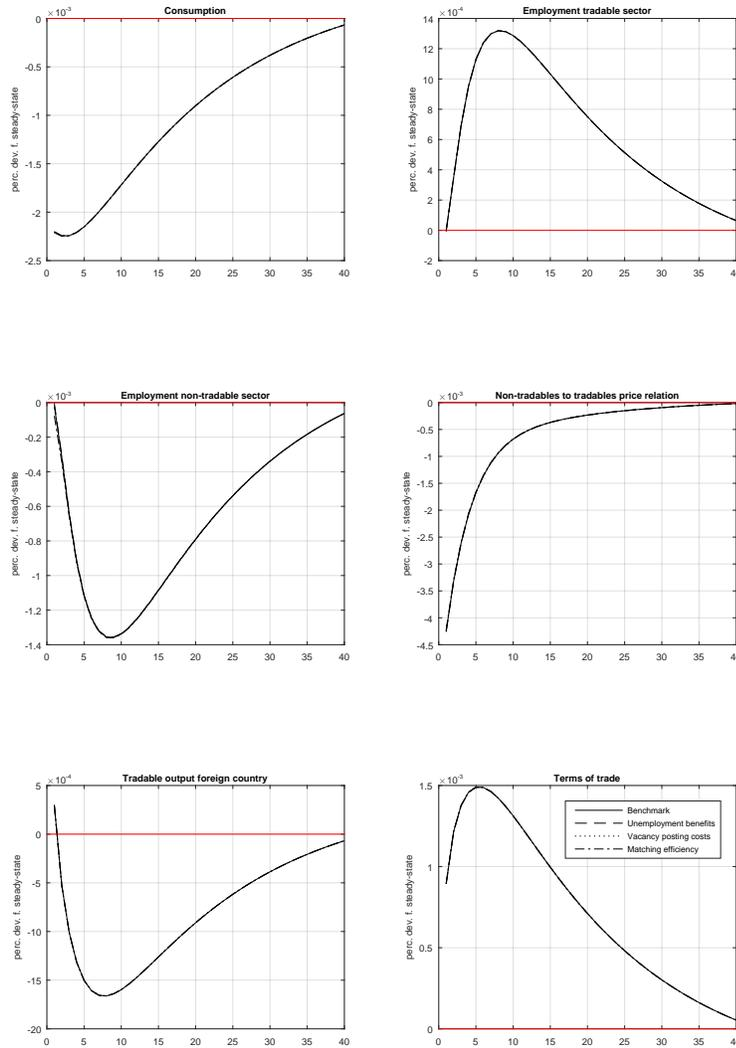 ×10⁻³
Consumption
0
-0.5
-1
-1.5
-2
-2.5
perc. dev. f. steady-state
0 5 10 15 20 25 30 35 40
×10⁻⁴
Employment tradable sector
14
12
10
8
6
4
2
0
-2
perc. dev. f. steady-state
0 5 10 15 20 25 30 35 40
×10⁻³
Employment non-tradable sector
0
-0.2
-0.4
-0.6
-0.8
-1
-1.2
-1.4
perc. dev. f. steady-state
0 5 10 15 20 25 30 35 40
×10⁻³
Non-tradables to tradables price relation
0
-0.5
-1
-1.5
-2
-2.5
-3
-3.5
-4
-4.5
perc. dev. f. steady-state
0 5 10 15 20 25 30 35 40
×10⁻⁴
Tradable output foreign country
5
0
-5
-10
-15
-20
perc. dev. f. steady-state
0 5 10 15 20 25 30 35 40
×10⁻³
Terms of trade
1.5
1
0.5
0
perc. dev. f. steady-state
Benchmark
Unemployment benefits
Vacancy posting costs
Matching efficiency
0 5 10 15 20 25 30 35 40